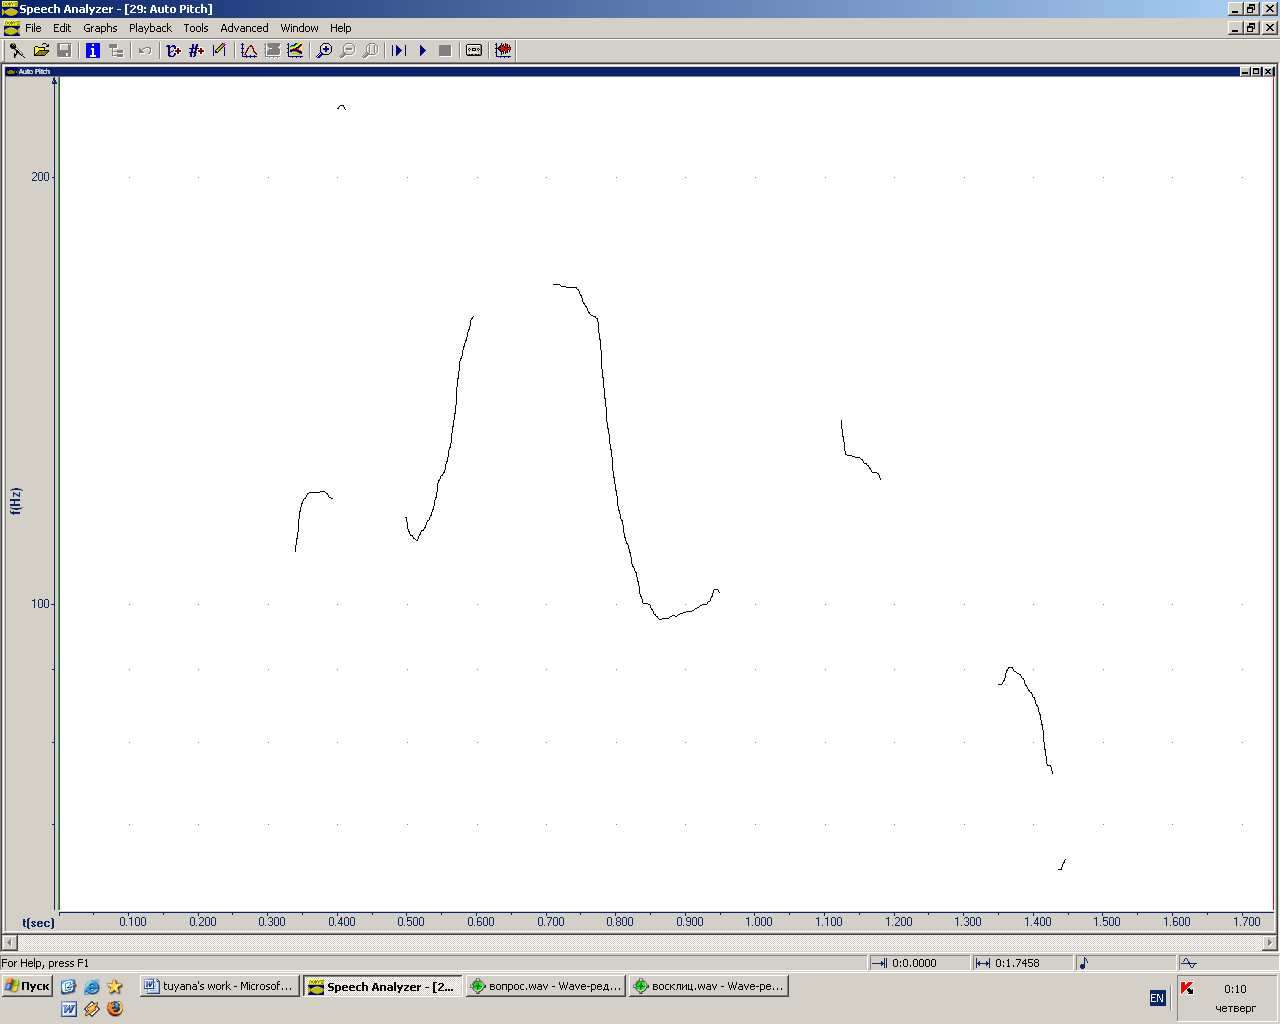 Speech Analyzer - [29: Auto Pitch]
File Edit Graphs Playback Tools Advanced Window Help
Auto Pitch
200
f(Hz)
100
t(sec) 0.100 0.200 0.300 0.400 0.500 0.600 0.700 0.800 0.900 1.000 1.100 1.200 1.300 1.400 1.500 1.600 1.700
For Help, press F1 0:0.0000 0:1.7458
Пуск tuyana's work - Microsof... Speech Analyzer - [2... вопрос.wav - Wave-ред... восклиц.wav - Wave-ре... EN 0:10
четверг